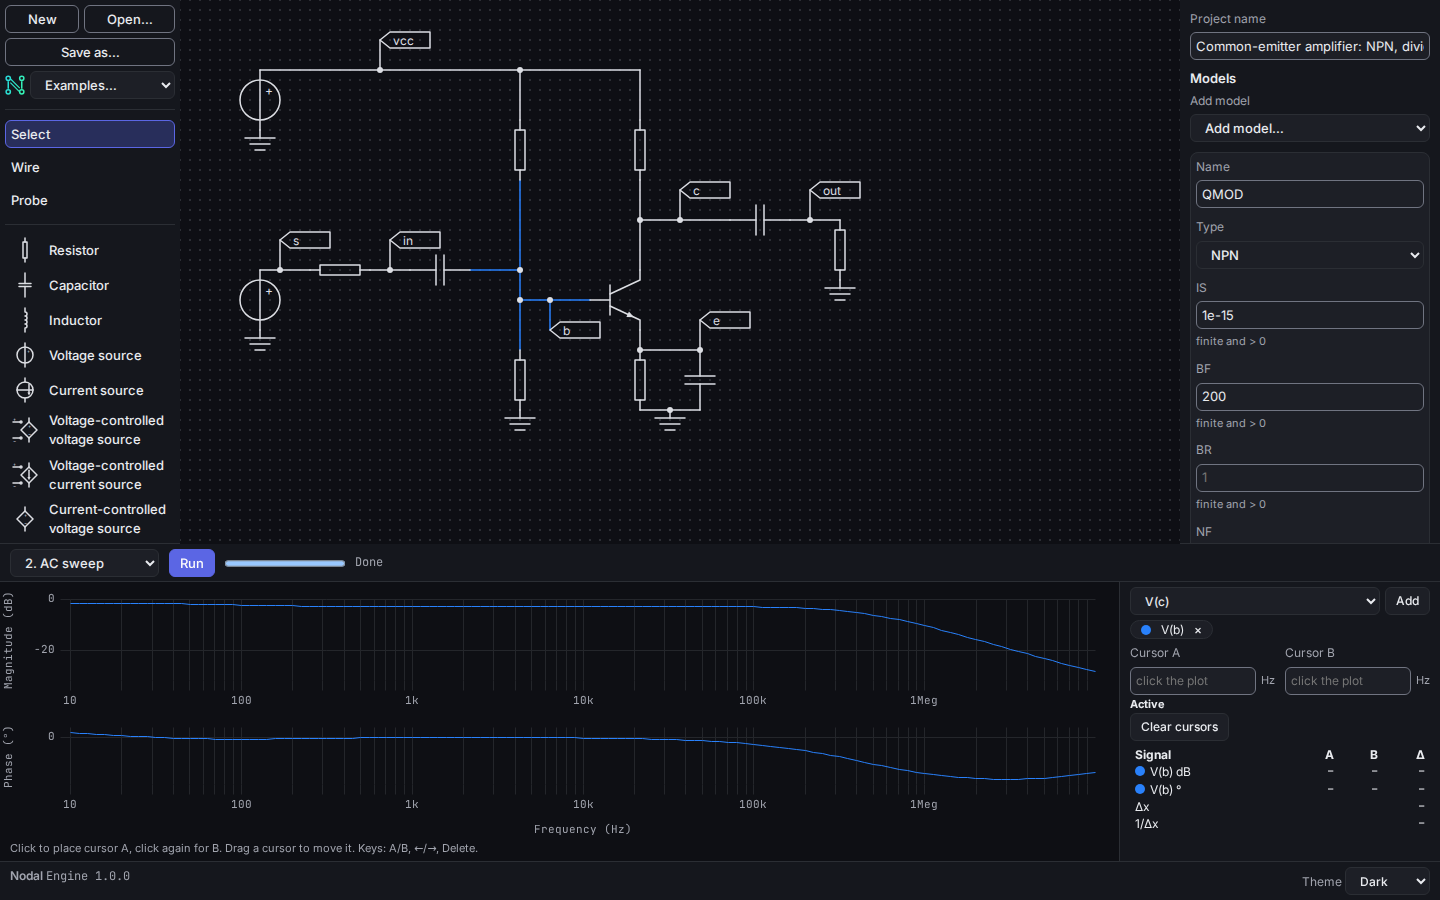 New
Open...
Save as...
Examples...
Select
Wire
Probe
Resistor
Capacitor
Inductor
Voltage source
Current source
Voltage-controlled
voltage source
Voltage-controlled
current source
Current-controlled
voltage source
vcc
+
s
in
+
b
c
out
e
Project name
Common-emitter amplifier: NPN, divi
Models
Add model
Add model...
Name
QMOD
Type
NPN
IS
1e-15
finite and > 0
BF
200
finite and > 0
BR
1
finite and > 0
NF
2. AC sweep
Run
Done
Magnitude (dB)
0
-20
10 100 1k 10k 100k 1Meg
Phase (°)
0
10 100 1k 10k 100k 1Meg
Frequency (Hz)
Click to place cursor A, click again for B. Drag a cursor to move it. Keys: A/B, ←/→, Delete.
V(c)
Add
V(b) ×
Cursor A
Cursor B
click the plot Hz
click the plot Hz
Active
Clear cursors
Signal A B Δ
V(b) dB – – –
V(b) ° – – –
Δx –
1/Δx –
Nodal Engine 1.0.0
Theme
Dark